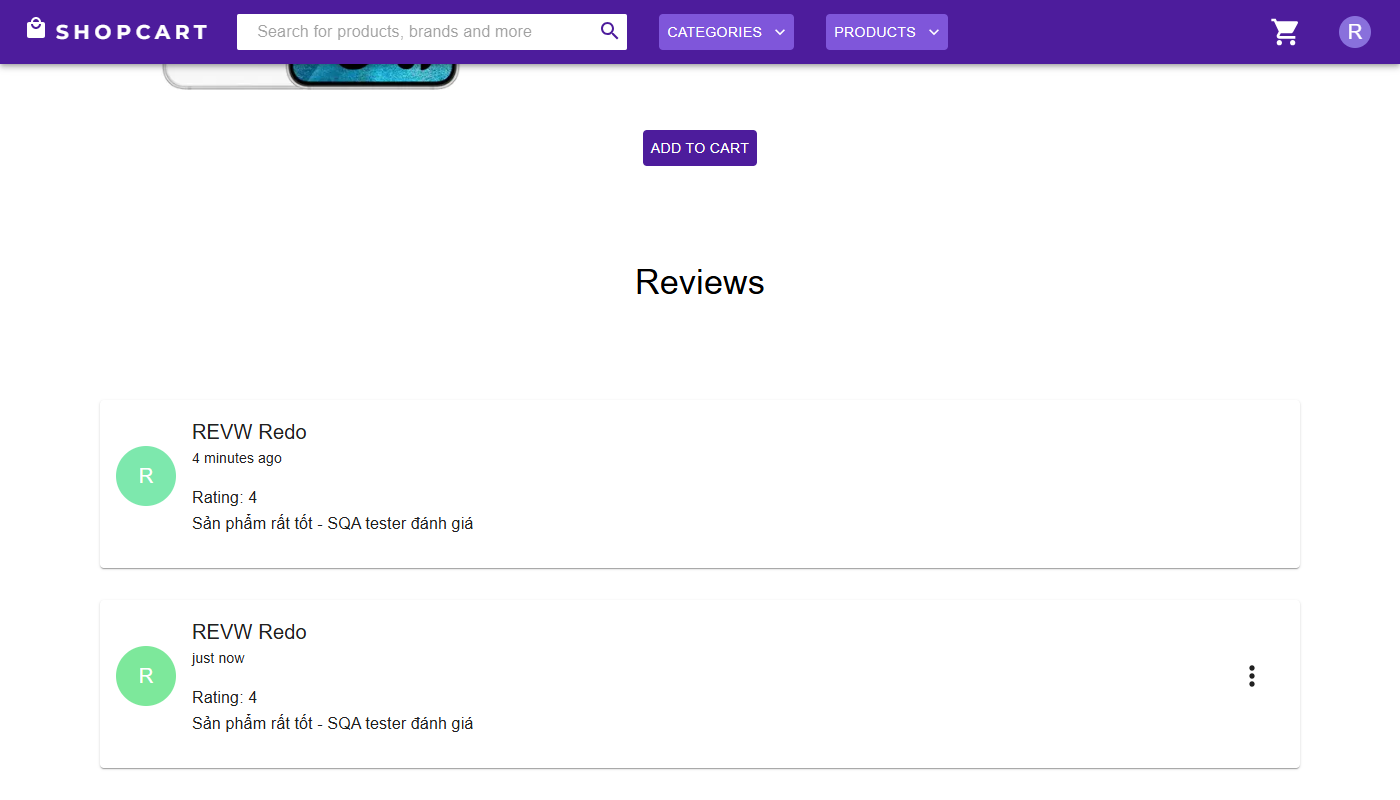 SHOPCART
Search for products, brands and more
CATEGORIES
PRODUCTS
R
ADD TO CART
Reviews
R
REVW Redo
4 minutes ago
Rating: 4
Sản phẩm rất tốt - SQA tester đánh giá
R
REVW Redo
just now
Rating: 4
Sản phẩm rất tốt - SQA tester đánh giá